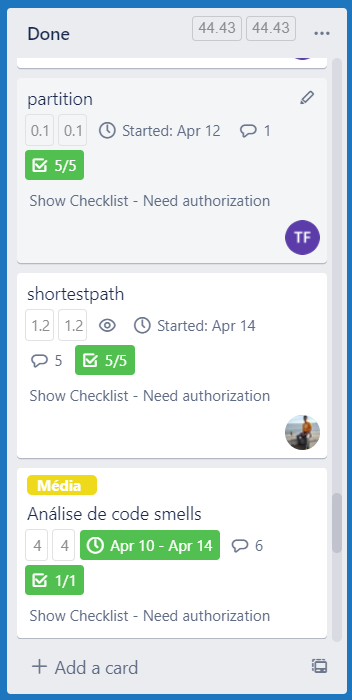 Done 44.43 44.43
partition
0.1 0.1 Started: Apr 12 1
5/5
Show Checklist - Need authorization
TF
shortestpath
1.2 1.2 Started: Apr 14
5 5/5
Show Checklist - Need authorization
Média
Análise de code smells
4 4 Apr 10 - Apr 14 6
1/1
Show Checklist - Need authorization
+ Add a card